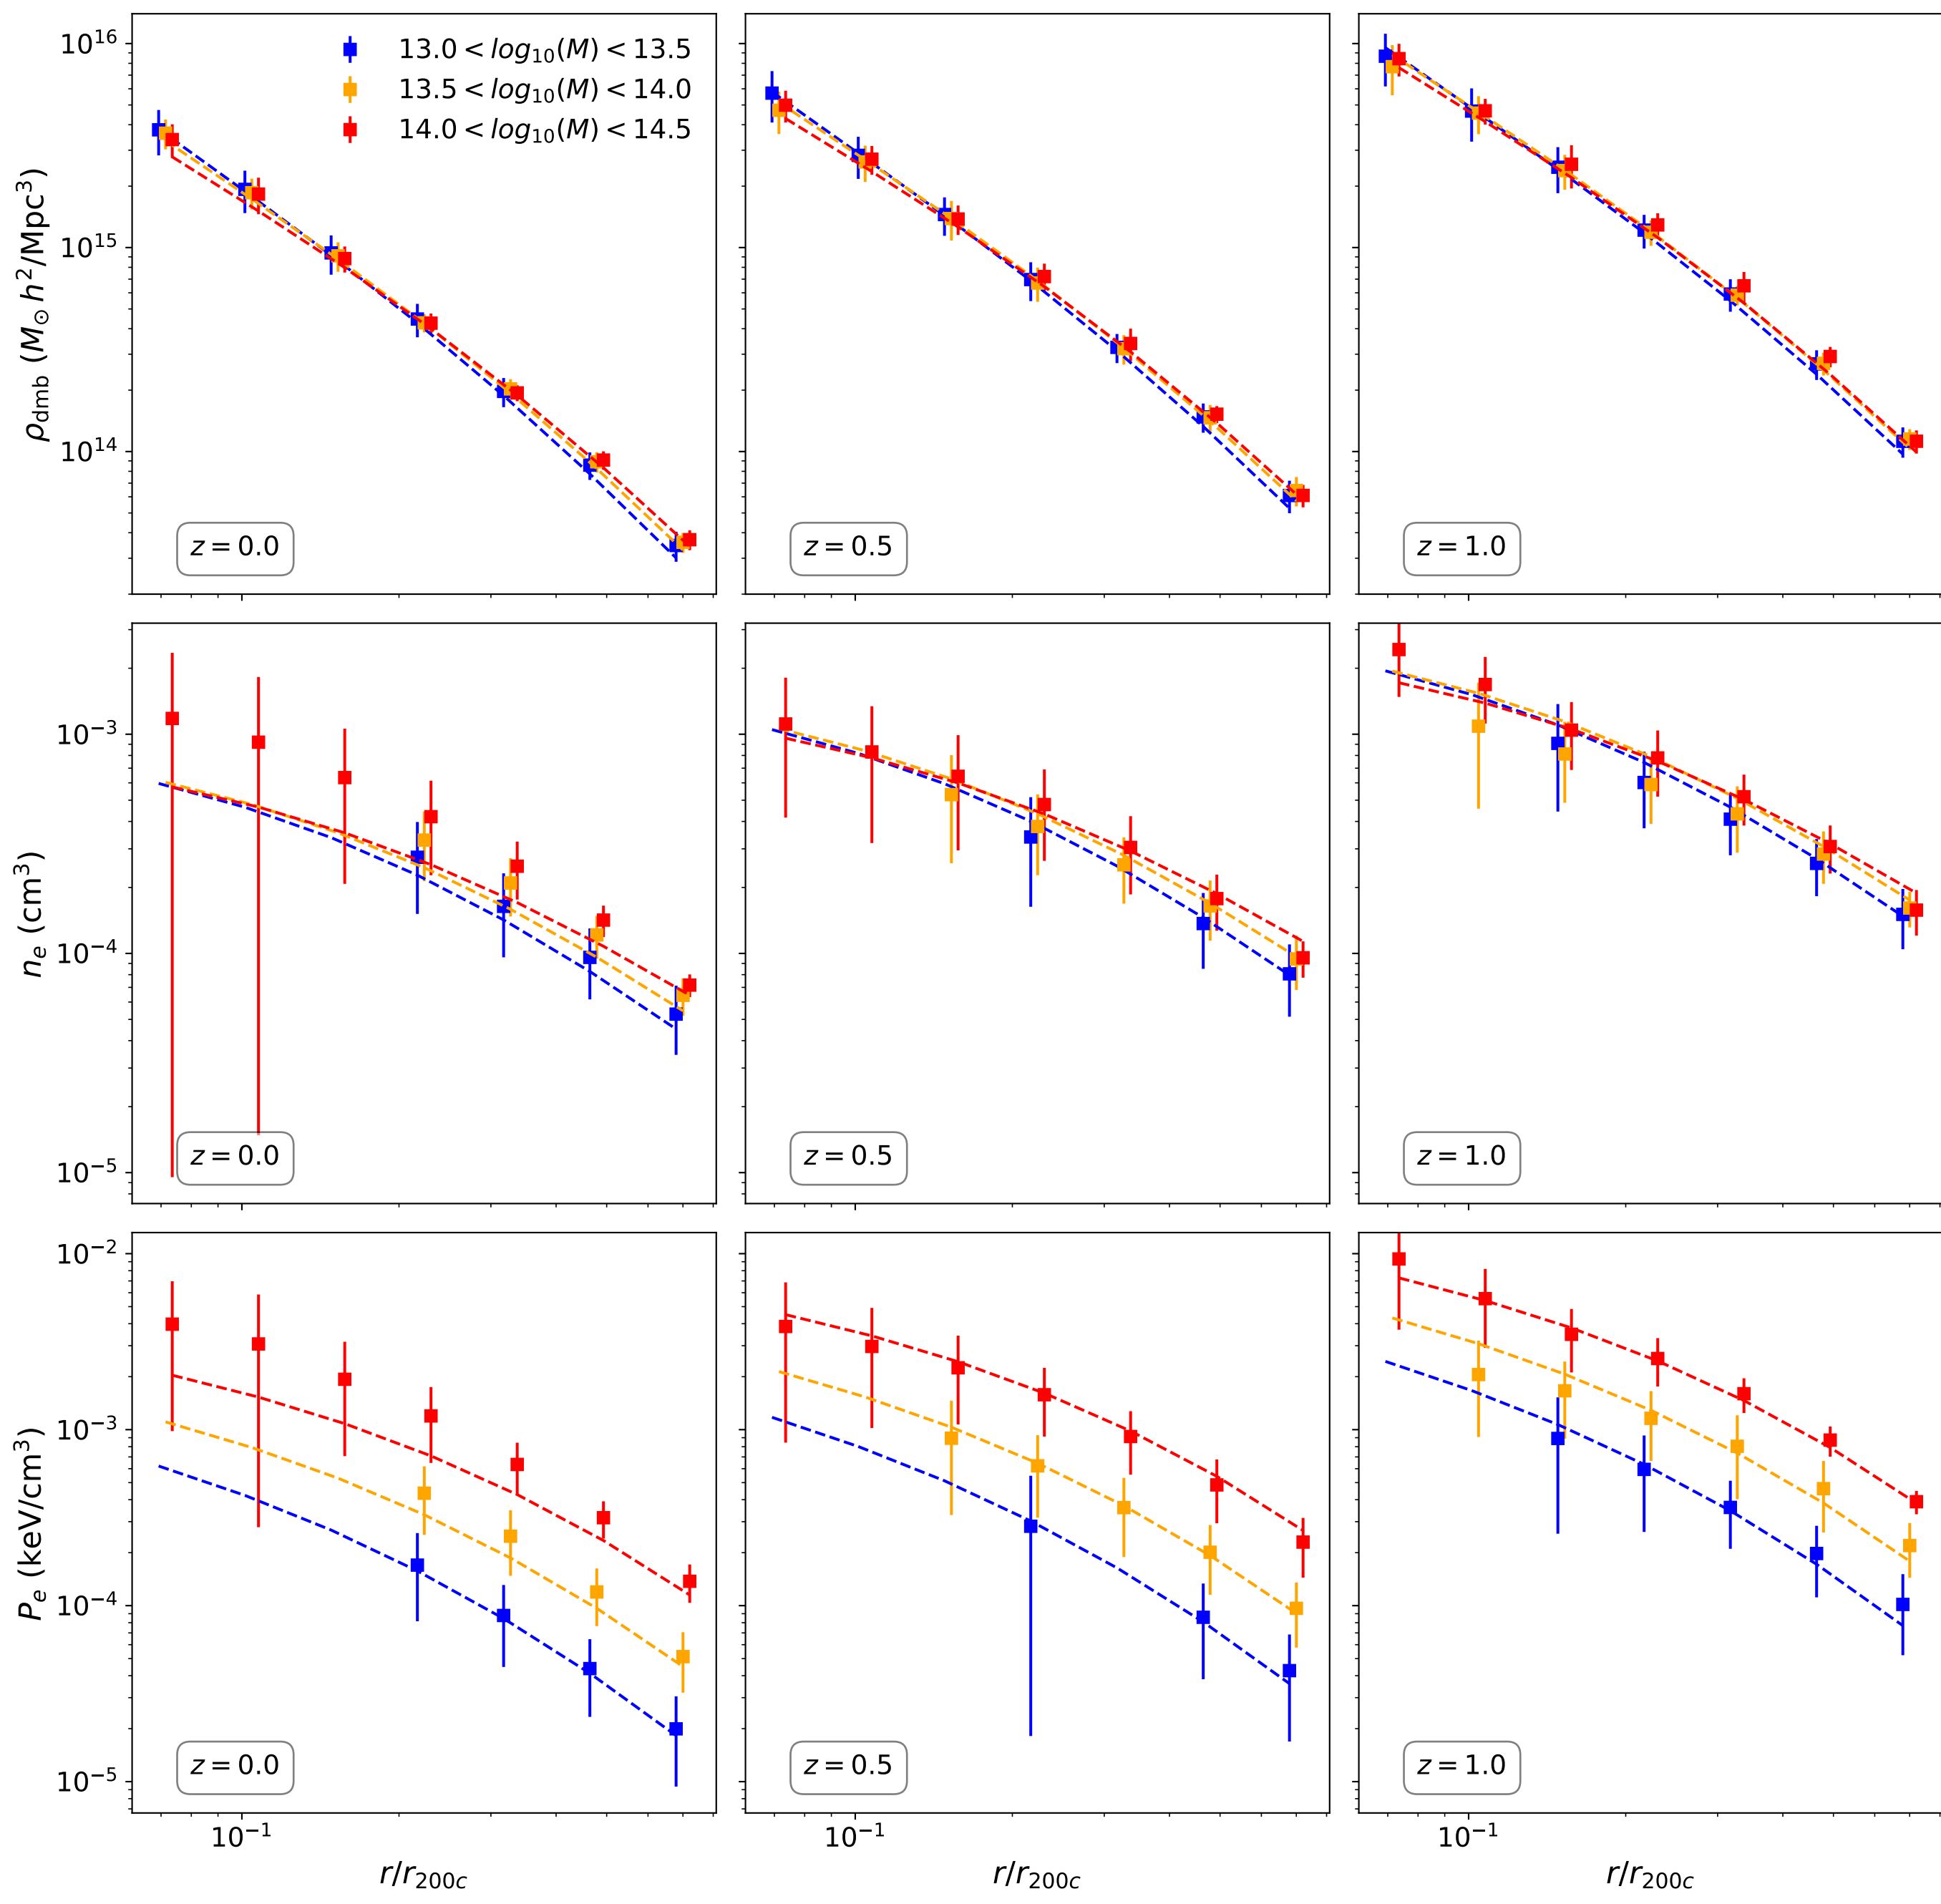 10^16
10^15
10^14
ρ_dmb (M_⊙ h^2/Mpc^3)
13.0 < log_10(M) < 13.5
13.5 < log_10(M) < 14.0
14.0 < log_10(M) < 14.5
z = 0.0
z = 0.5
z = 1.0
10^−3
10^−4
10^−5
n_e (cm^3)
z = 0.0
z = 0.5
z = 1.0
10^−2
10^−3
10^−4
10^−5
P_e (keV/cm^3)
z = 0.0
z = 0.5
z = 1.0
10^−1
10^−1
10^−1
r/r_200c
r/r_200c
r/r_200c